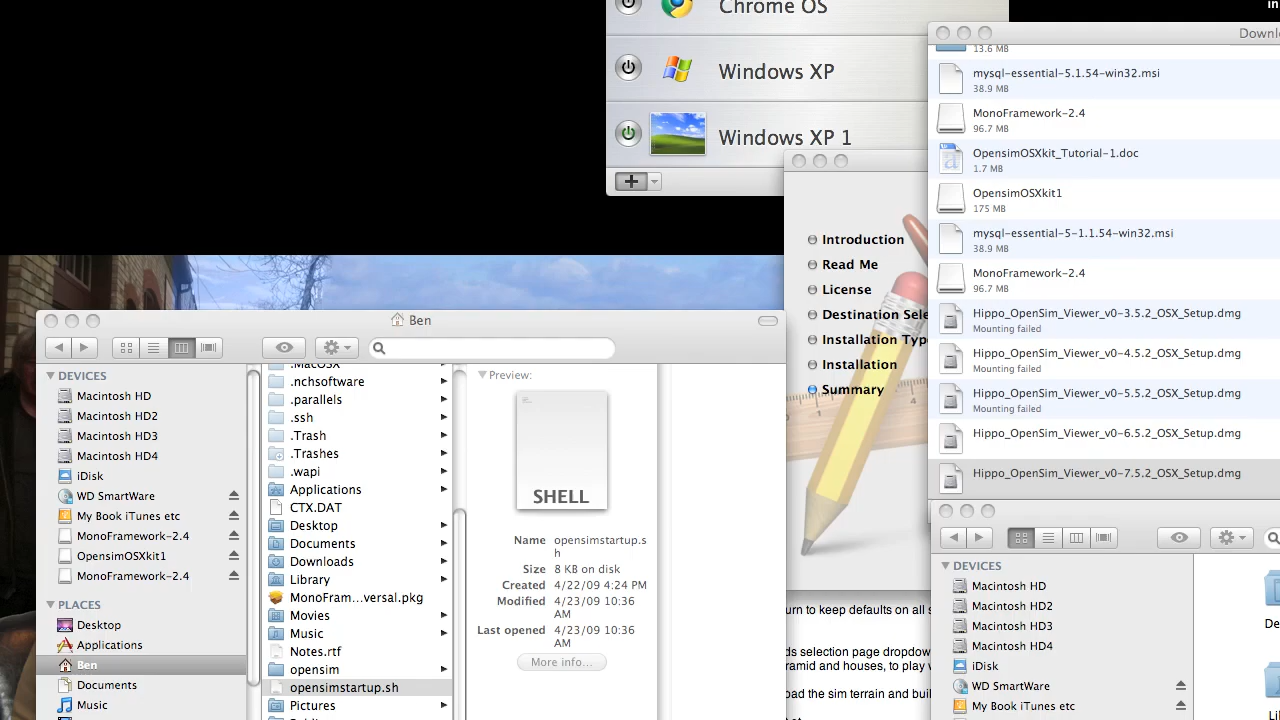 in
Chrome OS
Windows XP
Windows XP 1
Downl
13.6 MB
mysql-essential-5.1.54-win32.msi
38.9 MB
MonoFramework-2.4
96.7 MB
OpensimOSXkit_Tutorial-1.doc
1.7 MB
OpensimOSXkit1
175 MB
mysql-essential-5-1.1.54-win32.msi
38.9 MB
MonoFramework-2.4
96.7 MB
Hippo_OpenSim_Viewer_v0-3.5.2_OSX_Setup.dmg
Mounting failed
Hippo_OpenSim_Viewer_v0-4.5.2_OSX_Setup.dmg
Mounting failed
Hippo_OpenSim_Viewer_v0-5.5.2_OSX_Setup.dmg
Mounting failed
Hippo_OpenSim_Viewer_v0-6.5.2_OSX_Setup.dmg
Hippo_OpenSim_Viewer_v0-7.5.2_OSX_Setup.dmg
Introduction
Read Me
License
Destination Sele
Installation Type
Installation
Summary
4
Ben
DEVICES
Macintosh HD
Macintosh HD2
Macintosh HD3
Macintosh HD4
iDisk
WD SmartWare
My Book iTunes etc
MonoFramework-2.4
OpensimOSXkit1
MonoFramework-2.4
PLACES
Desktop
Applications
Ben
Documents
Music
.MacOSX
.nchsoftware
.parallels
.ssh
.Trash
.Trashes
.wapi
Applications
CTX.DAT
Desktop
Documents
Downloads
Library
MonoFram...versal.pkg
Movies
Music
Notes.rtf
opensim
opensimstartup.sh
Pictures
Preview:
SHELL
Name opensimstartup.s
h
Size 8 KB on disk
Created 4/22/09 4:24 PM
Modified 4/23/09 10:36
AM
Last opened 4/23/09 10:36
AM
More info...
urn to keep defaults on all s
ds selection page dropdown
ramid and houses, to play w
oad the sim terrain and buil
DEVICES
Macintosh HD
Macintosh HD2
Macintosh HD3
Macintosh HD4
iDisk
WD SmartWare
My Book iTunes etc
De
Lib